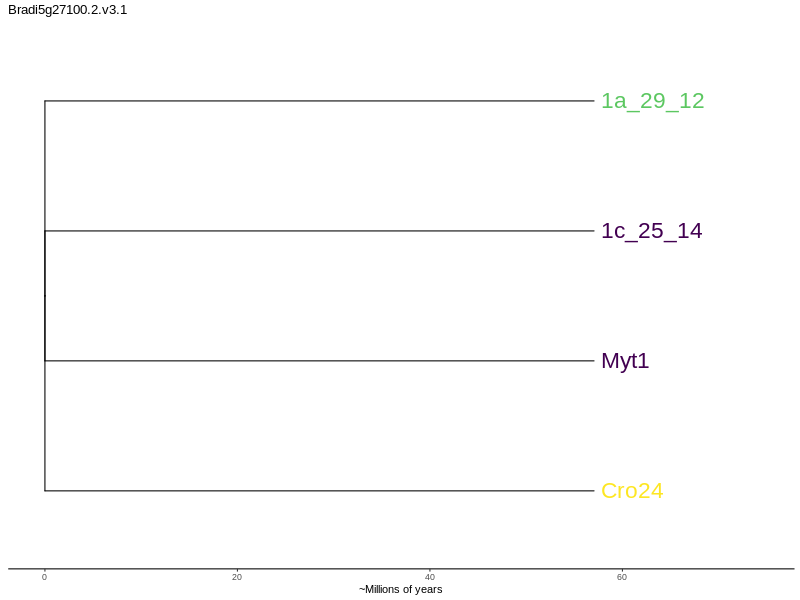 Bradi5g27100.2.v3.1
1a_29_12
1c_25_14
Myt1
Cro24
0 20 40 60
~Millions of years